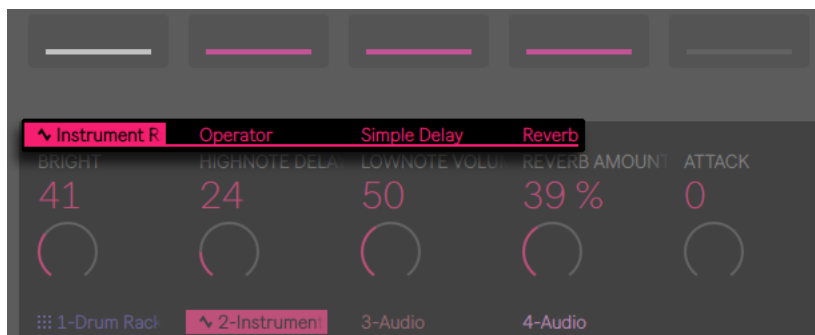 Instrument R Operator Simple Delay Reverb
BRIGHT HIGHNOTE DELA LOWNOTE VOLU REVERB AMOUNT ATTACK
41 24 50 39 % 0
1-Drum Rack 2-Instrument 3-Audio 4-Audio